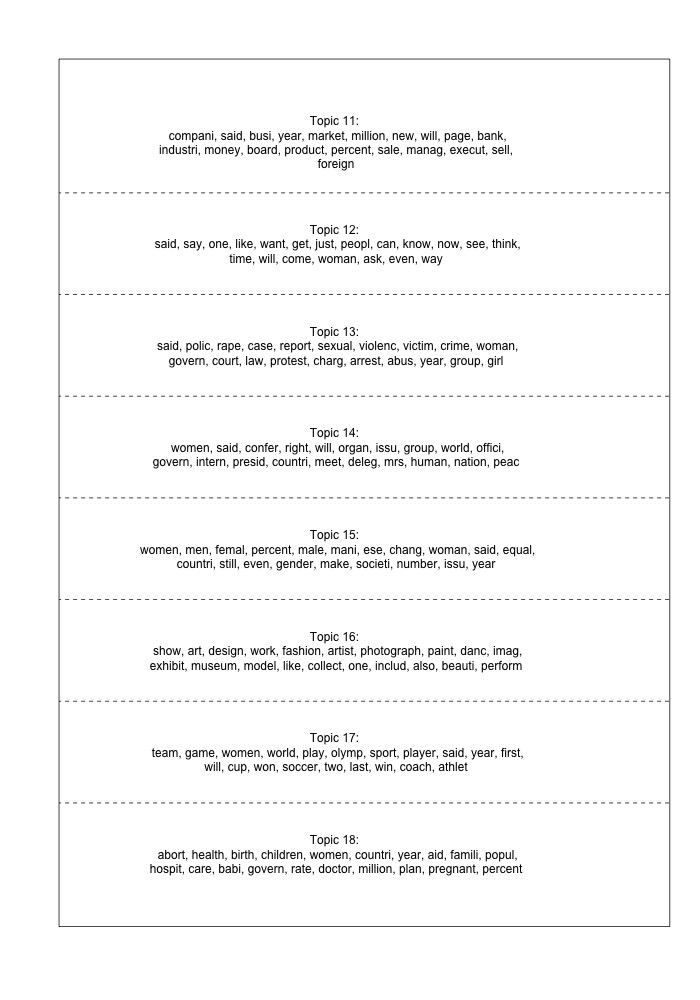 Topic 11:
compani, said, busi, year, market, million, new, will, page, bank,
industri, money, board, product, percent, sale, manag, execut, sell,
foreign
Topic 12:
said, say, one, like, want, get, just, peopl, can, know, now, see, think,
time, will, come, woman, ask, even, way
Topic 13:
said, polic, rape, case, report, sexual, violenc, victim, crime, woman,
govern, court, law, protest, charg, arrest, abus, year, group, girl
Topic 14:
women, said, confer, right, will, organ, issu, group, world, offici,
govern, intern, presid, countri, meet, deleg, mrs, human, nation, peac
Topic 15:
women, men, femal, percent, male, mani, ese, chang, woman, said, equal,
countri, still, even, gender, make, societi, number, issu, year
Topic 16:
show, art, design, work, fashion, artist, photograph, paint, danc, imag,
exhibit, museum, model, like, collect, one, includ, also, beauti, perform
Topic 17:
team, game, women, world, play, olymp, sport, player, said, year, first,
will, cup, won, soccer, two, last, win, coach, athlet
Topic 18:
abort, health, birth, children, women, countri, year, aid, famili, popul,
hospit, care, babi, govern, rate, doctor, million, plan, pregnant, percent